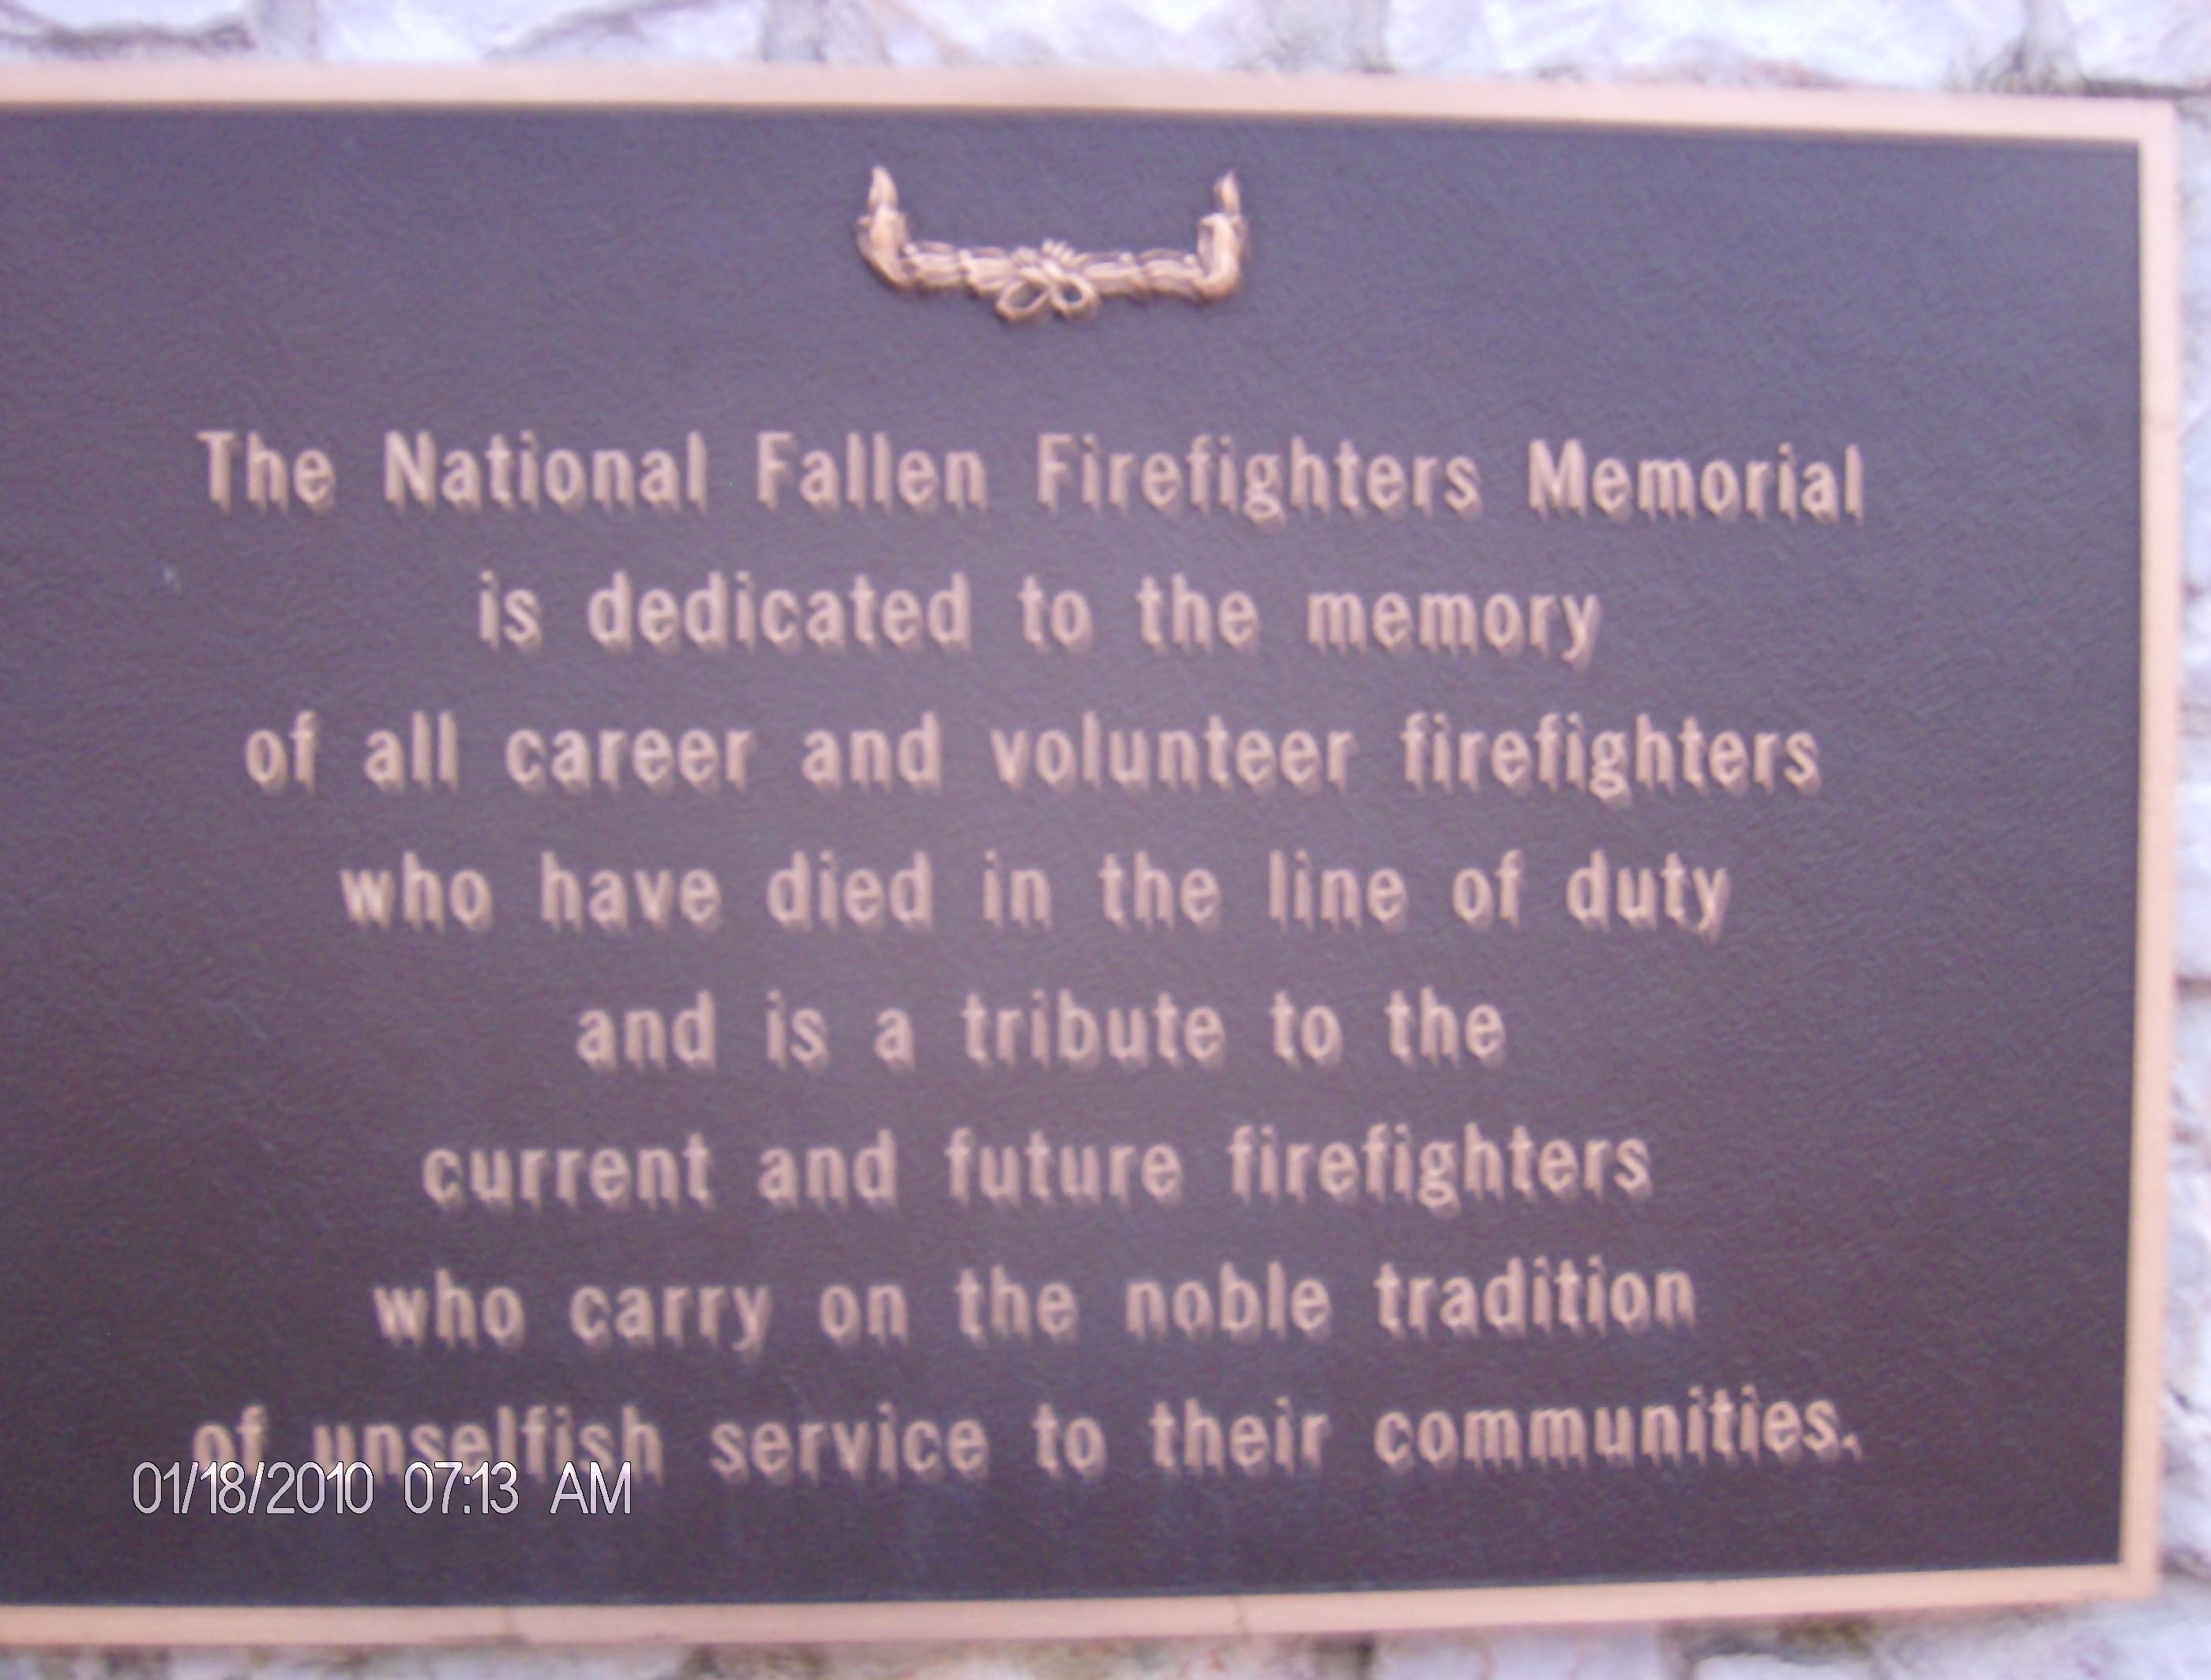 The National Fallen Firefighters Memorial
is dedicated to the memory
of all career and volunteer firefighters
who have died in the line of duty
and is a tribute to the
current and future firefighters
who carry on the noble tradition
of unselfish service to their communities.
01/18/2010 07:13 AM